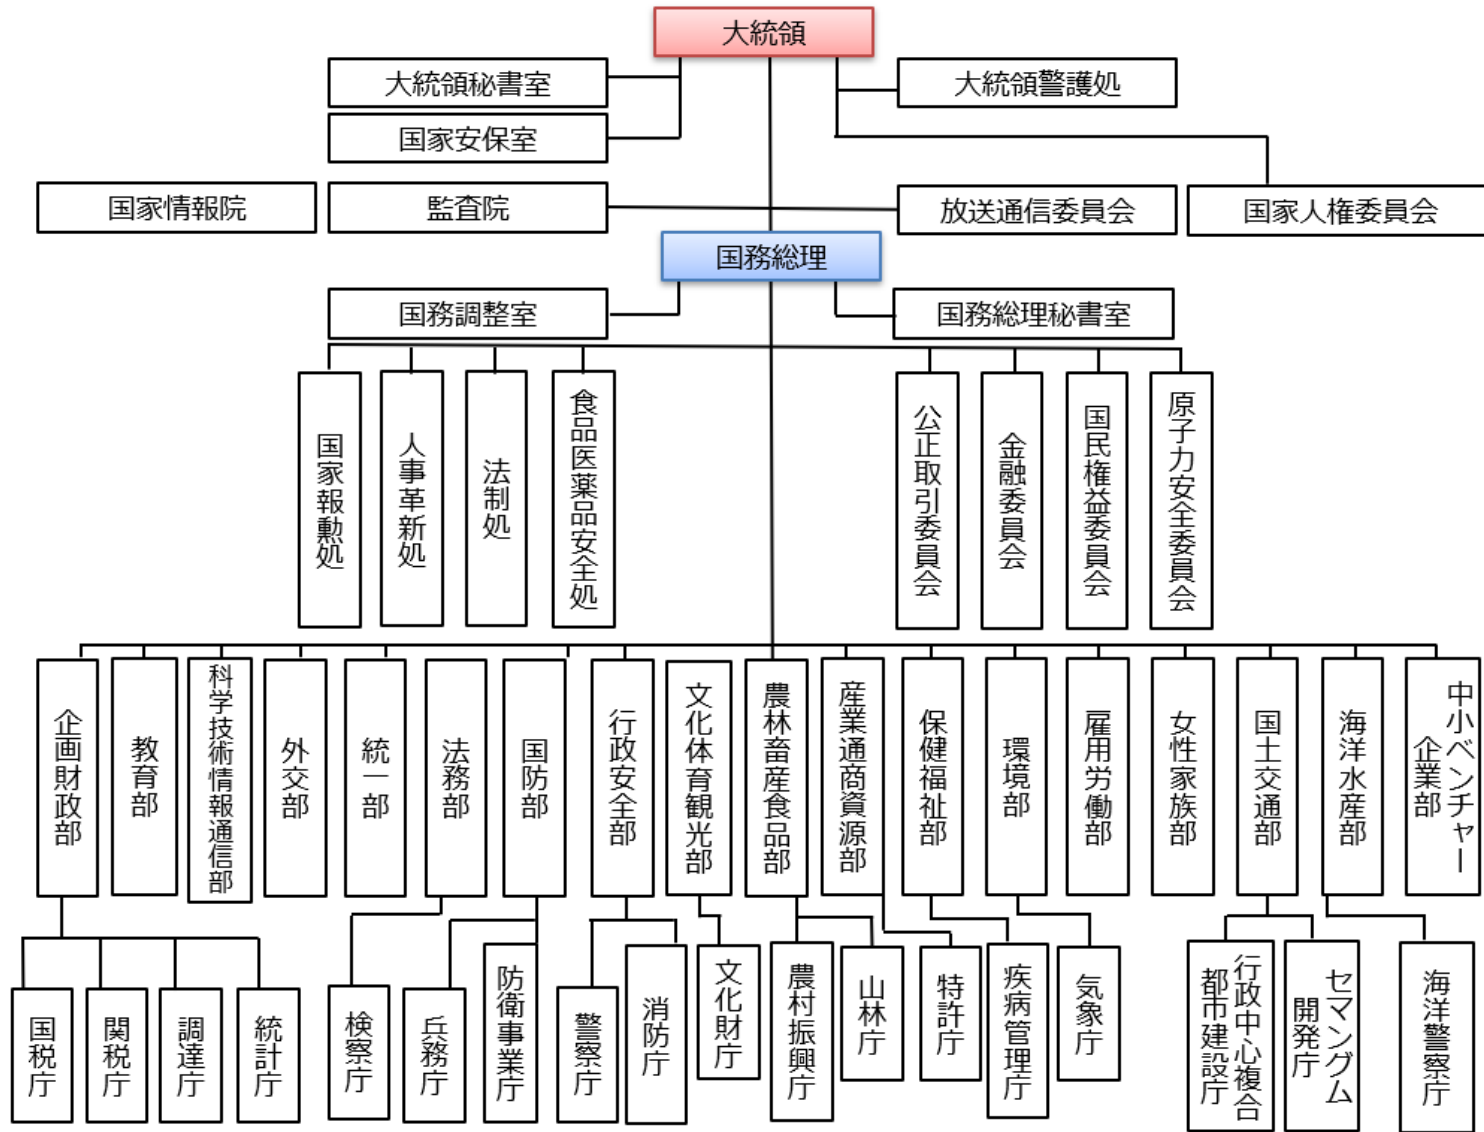 大統領
大統領秘書室
大統領警護処
国家安保室
国家情報院
監査院
放送通信委員会
国家人権委員会
国務総理
国務調整室
国務総理秘書室
国家報勲処
人事革新処
法制処
食品医薬品安全処
公正取引委員会
金融委員会
国民権益委員会
原子力安全委員会
企画財政部
教育部
科学技術情報通信部
外交部
統一部
法務部
国防部
行政安全部
文化体育観光部
農林畜産食品部
産業通商資源部
保健福祉部
環境部
雇用労働部
女性家族部
国土交通部
海洋水産部
中小ベンチャー
企業部
国税庁
関税庁
調達庁
統計庁
検察庁
兵務庁
防衛事業庁
警察庁
消防庁
文化財庁
農村振興庁
山林庁
特許庁
疾病管理庁
気象庁
行政中心複合
都市建設庁
セマングム
開発庁
海洋警察庁